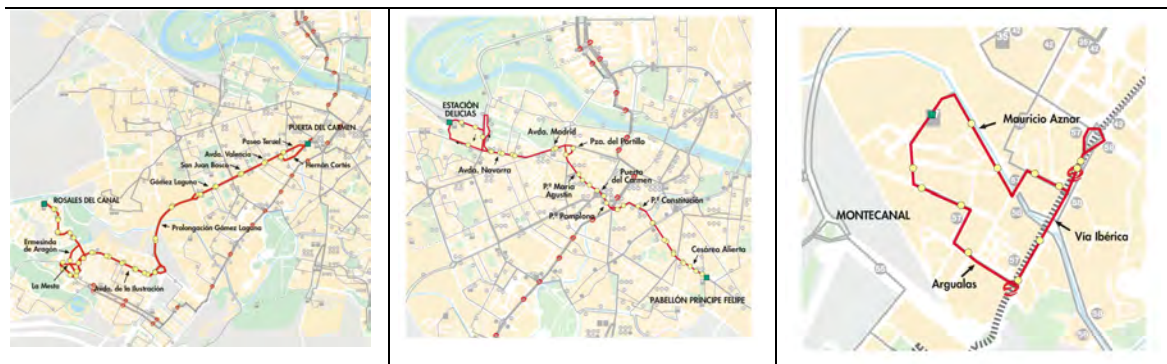 PUERTA DEL CARMEN
Paseo Teruel
Avda. Valencia
Hernán Cortés
San Juan Bosco
Gómez Laguna
ROSALES DEL CANAL
Prolongación Gómez Laguna
Ermesinda
de Aragón
La Mesta
Avda. de la Ilustración
ESTACIÓN
DELICIAS
Avda. Madrid
Pza. del Portillo
Avda. Navarra
Pº María
Agustín
Puerta
del Carmen
Pº Constitución
Pº Pamplona
Cesáreo Alierta
PABELLÓN PRÍNCIPE FELIPE
35
Mauricio Aznar
MONTECANAL
57
Vía Ibérica
Argualas